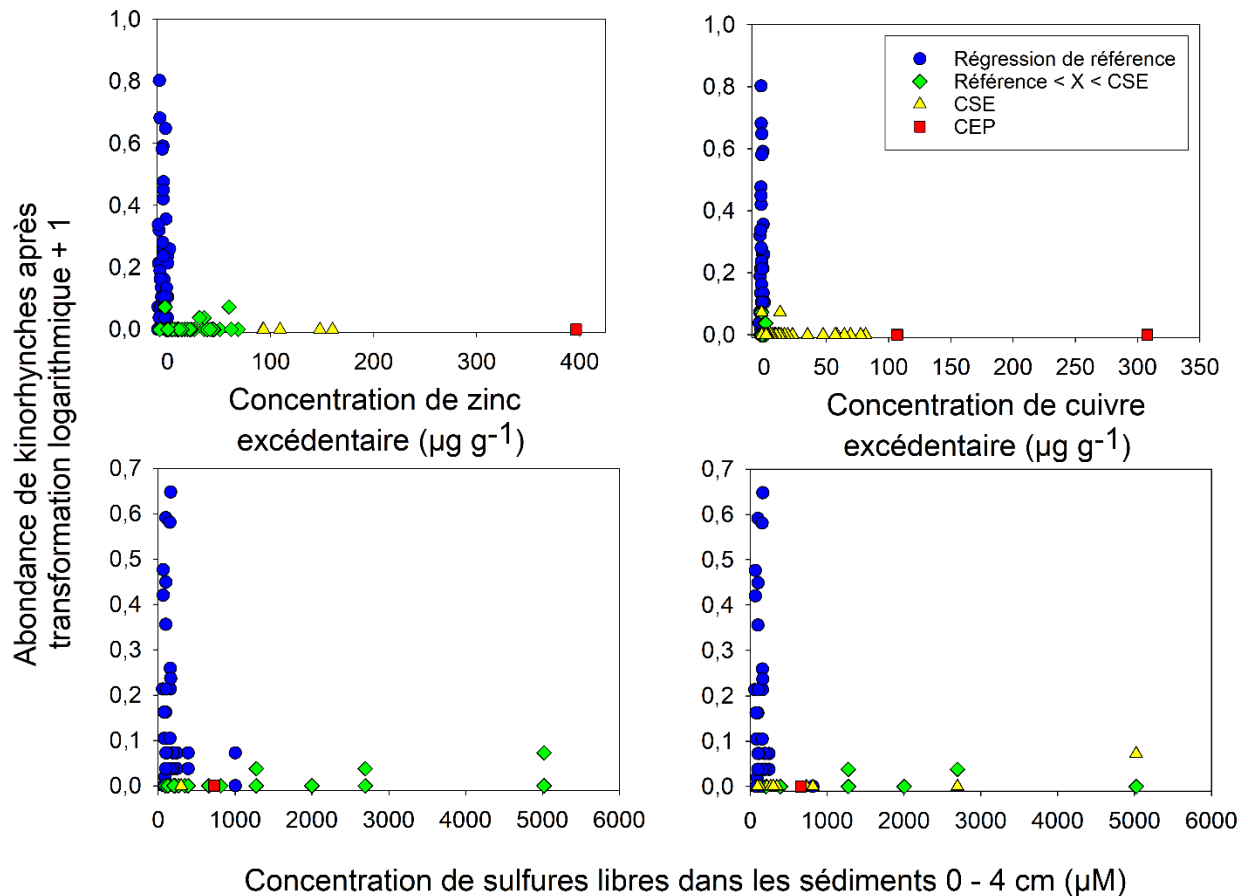 Abondance de kinorhynches après
transformation logarithmique + 1
1,0
0,8
0,6
0,4
0,2
0,0
0 100 200 300 400
Concentration de zinc
excédentaire (µg g-1)
1,0
0,8
0,6
0,4
0,2
0,0
Régression de référence
Référence < X < CSE
CSE
CEP
0 50 100 150 200 250 300 350
Concentration de cuivre
excédentaire (µg g-1)
0,7
0,6
0,5
0,4
0,3
0,2
0,1
0,0
0 1000 2000 3000 4000 5000 6000
0,7
0,6
0,5
0,4
0,3
0,2
0,1
0,0
0 1000 2000 3000 4000 5000 6000
Concentration de sulfures libres dans les sédiments 0 - 4 cm (µM)